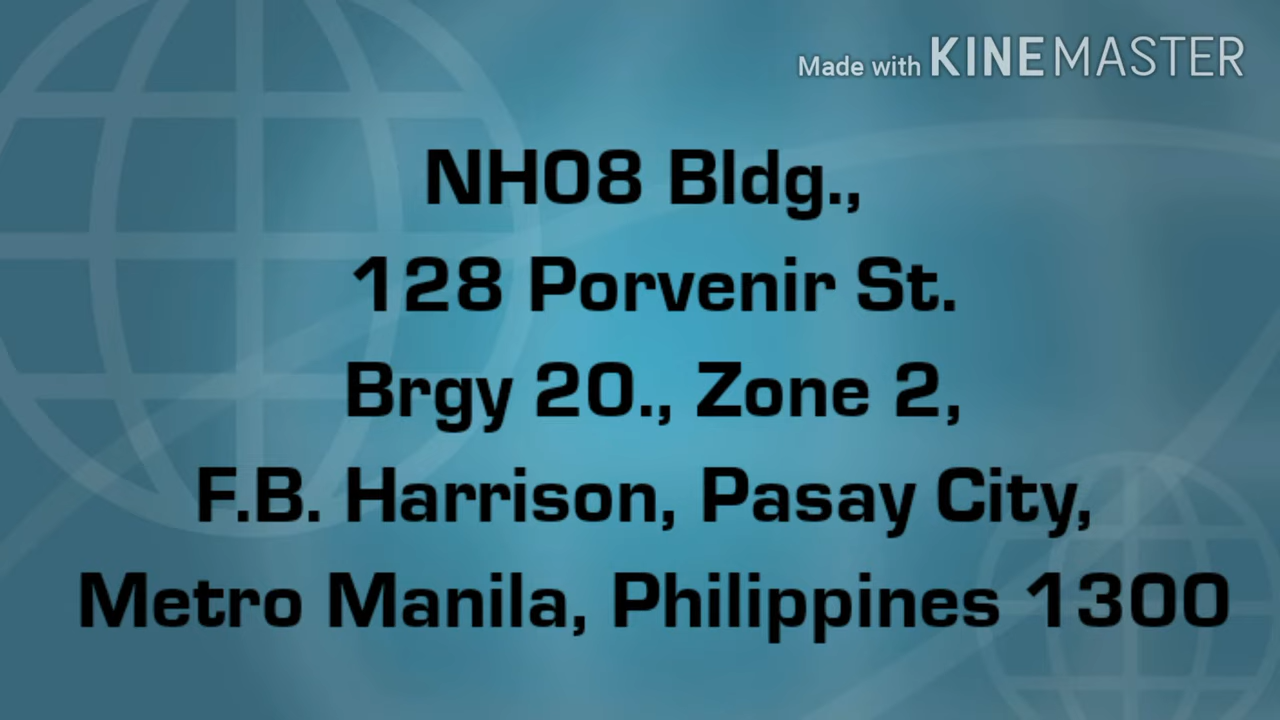 Made with KINEMASTER
NH08 Bldg.,
128 Porvenir St.
Brgy 20., Zone 2,
F.B. Harrison, Pasay City,
Metro Manila, Philippines 1300